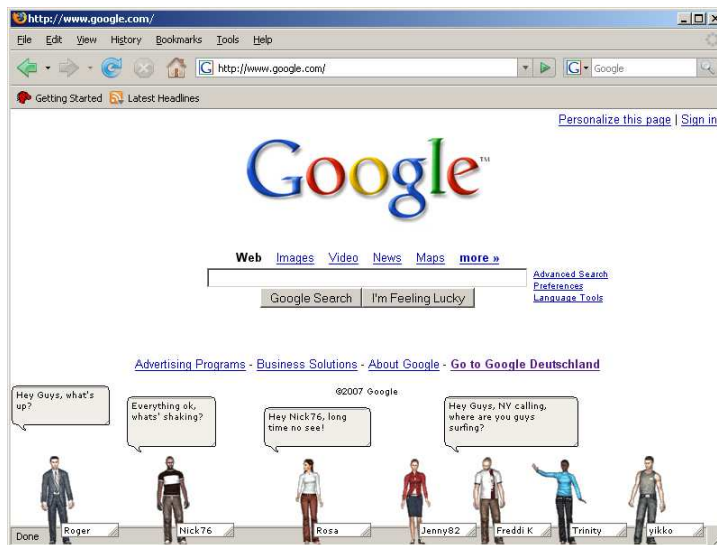 http://www.google.com/
File Edit View History Bookmarks Tools Help
http://www.google.com/ Google
Getting Started Latest Headlines
Personalize this page | Sign in
Google™
Web Images Video News Maps more »
Advanced Search
Preferences
Language Tools
Google Search I'm Feeling Lucky
Advertising Programs - Business Solutions - About Google - Go to Google Deutschland
©2007 Google
Hey Guys, what's
up?
Everything ok,
whats' shaking?
Hey Nick76, long
time no see!
Hey Guys, NV calling,
where are you guys
surfing?
Done Roger Nick76 Rosa Jenny82 Freddi K Trinity yikko